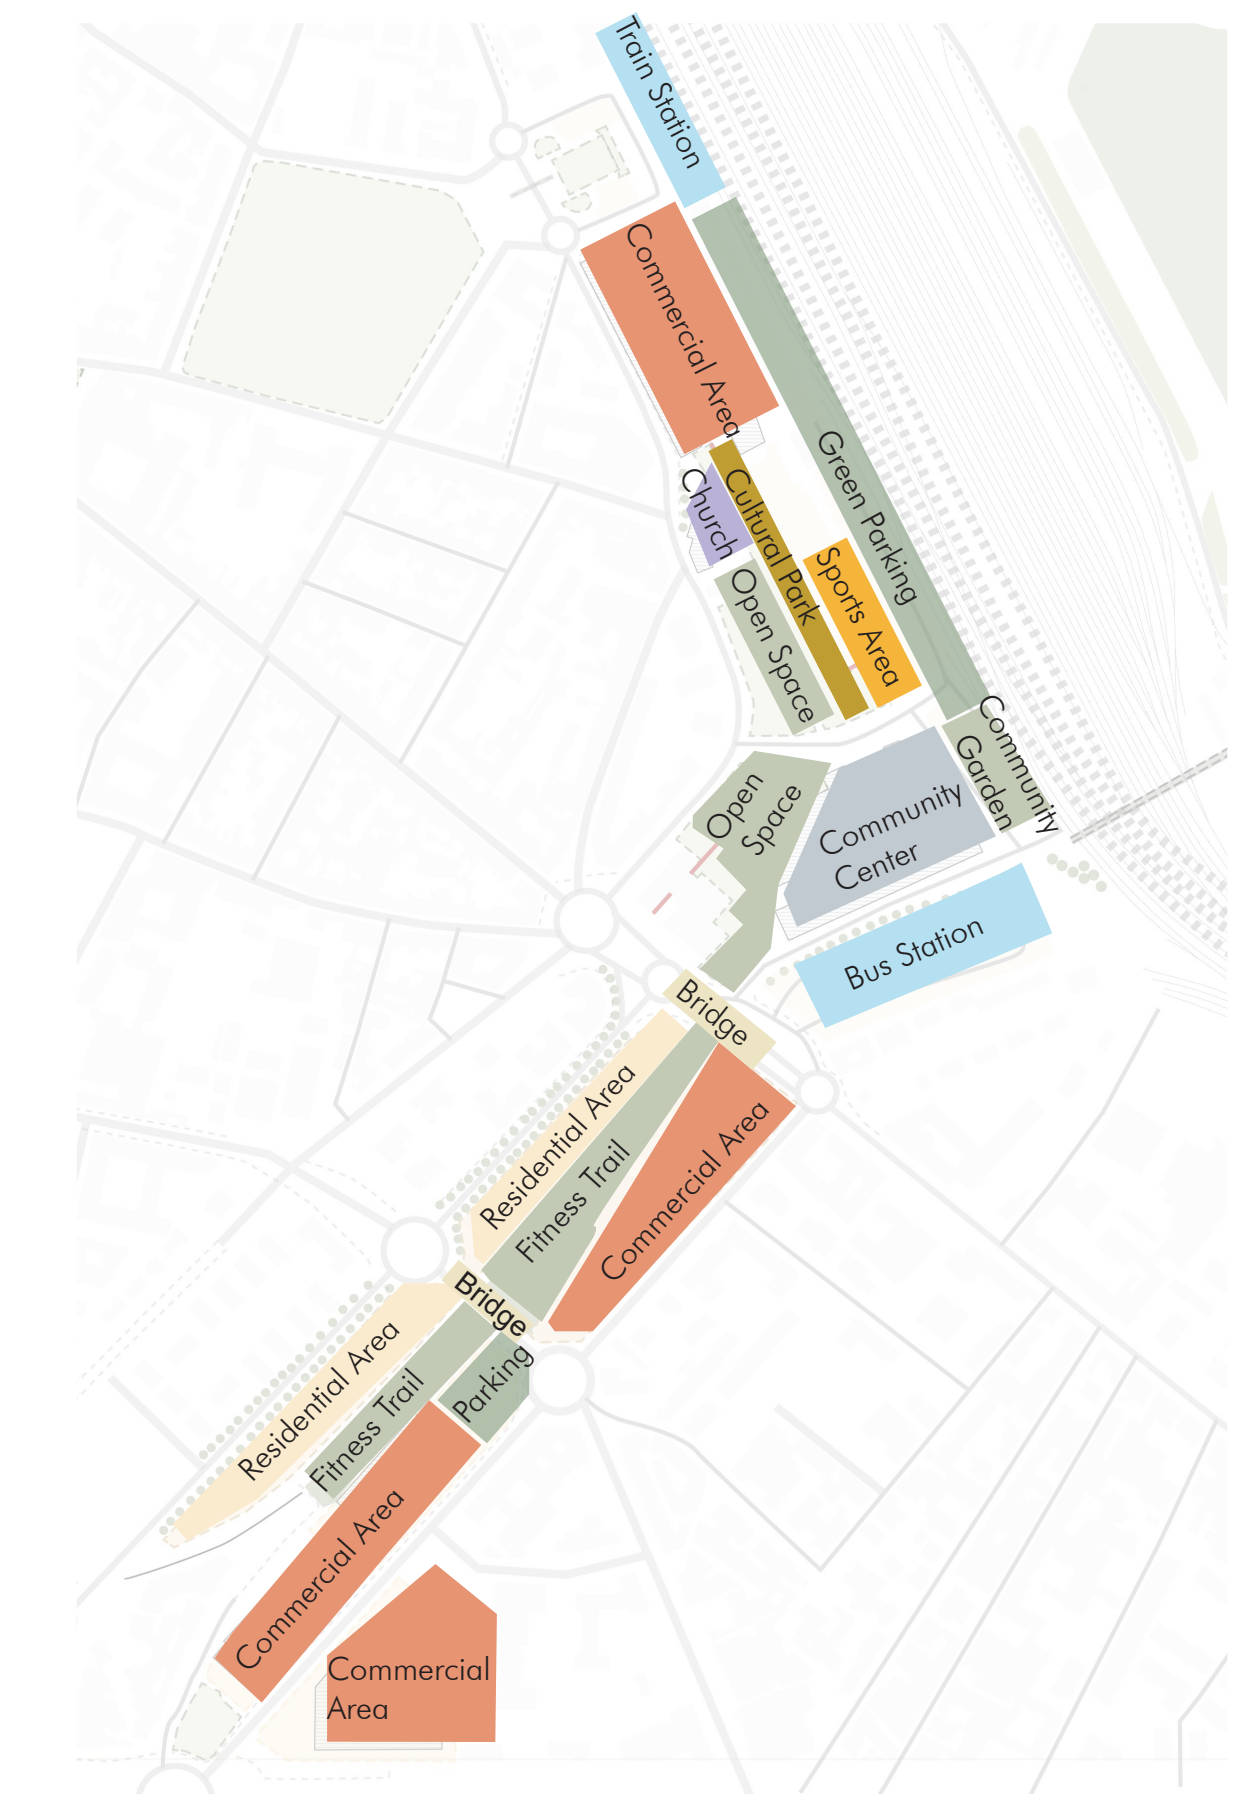 Train Station
Commercial Area
Green Parking
Church
Cultural Park
Sports Area
Open Space
Community
Garden
Open
Space
Community
Center
Bus Station
Bridge
Residential Area
Fitness Trail
Commercial Area
Bridge
Residential Area
Fitness Trail
Parking
Commercial Area
Commercial
Area